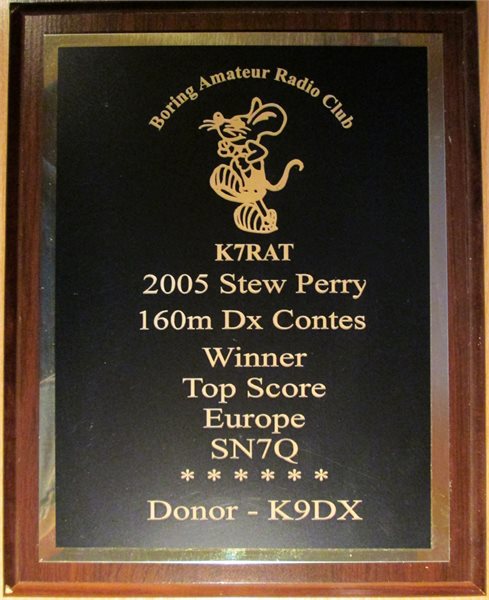 Boring Amateur Radio Club
K7RAT
2005 Stew Perry
160m Dx Contes
Winner
Top Score
Europe
SN7Q
* * * * * *
Donor - K9DX